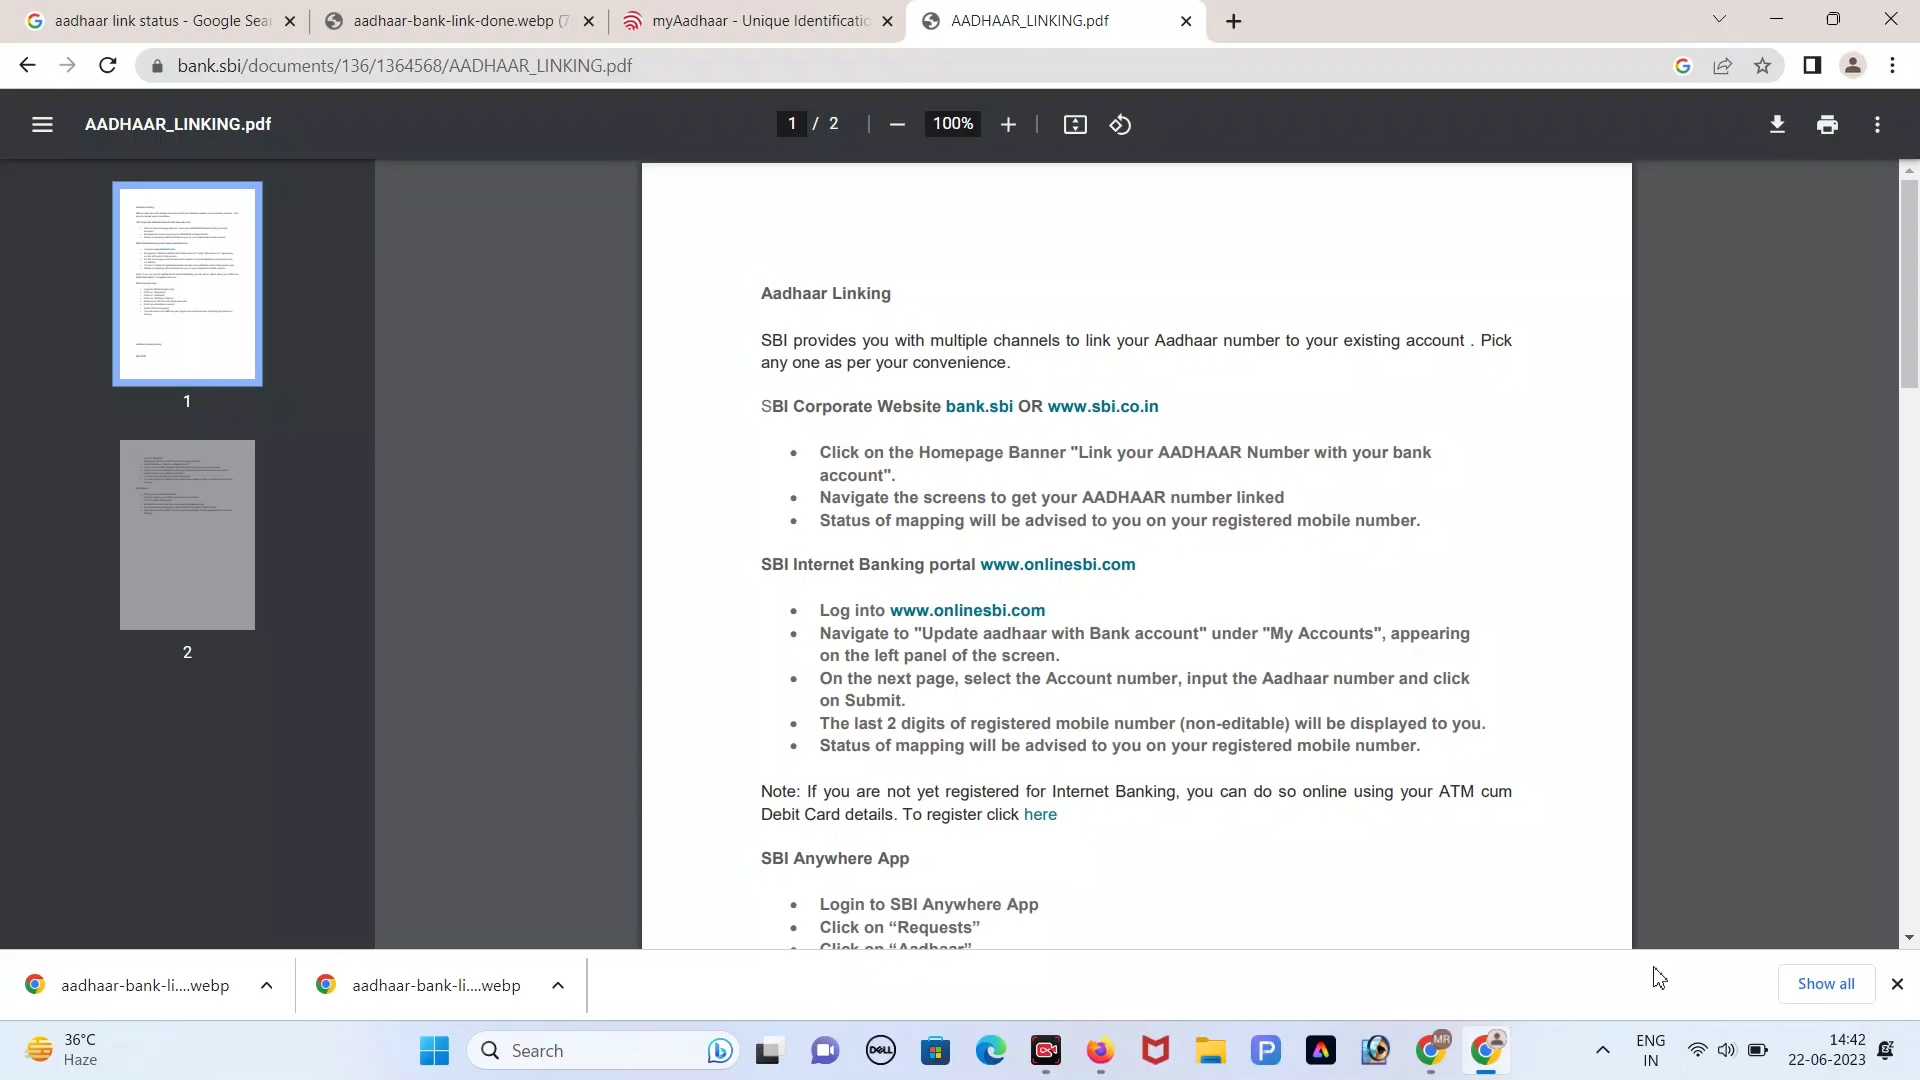 aadhaar link status - Google Sea
aadhaar-bank-link-done.webp (7
myAadhaar - Unique Identificatio
AADHAAR_LINKING.pdf
bank.sbi/documents/136/1364568/AADHAAR_LINKING.pdf
AADHAAR_LINKING.pdf
1 / 2
100%
1
2
Aadhaar Linking
SBI provides you with multiple channels to link your Aadhaar number to your existing account . Pick
any one as per your convenience.
SBI Corporate Website bank.sbi OR www.sbi.co.in
• Click on the Homepage Banner "Link your AADHAAR Number with your bank
account".
• Navigate the screens to get your AADHAAR number linked
• Status of mapping will be advised to you on your registered mobile number.
SBI Internet Banking portal www.onlinesbi.com
• Log into www.onlinesbi.com
• Navigate to "Update aadhaar with Bank account" under "My Accounts", appearing
on the left panel of the screen.
• On the next page, select the Account number, input the Aadhaar number and click
on Submit.
• The last 2 digits of registered mobile number (non-editable) will be displayed to you.
• Status of mapping will be advised to you on your registered mobile number.
Note: If you are not yet registered for Internet Banking, you can do so online using your ATM cum
Debit Card details. To register click here
SBI Anywhere App
• Login to SBI Anywhere App
• Click on “Requests”
• Click on “Aadhaar”
aadhaar-bank-li....webp
aadhaar-bank-li....webp
Show all
36°C
Haze
Search
DELL
MR
ENG
IN
14:42
22-06-2023